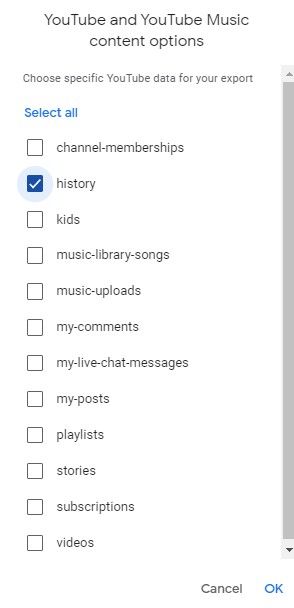 YouTube and YouTube Music
content options
Choose specific YouTube data for your export
Select all
channel-memberships
history
kids
music-library-songs
music-uploads
my-comments
my-live-chat-messages
my-posts
playlists
stories
subscriptions
videos
Cancel OK